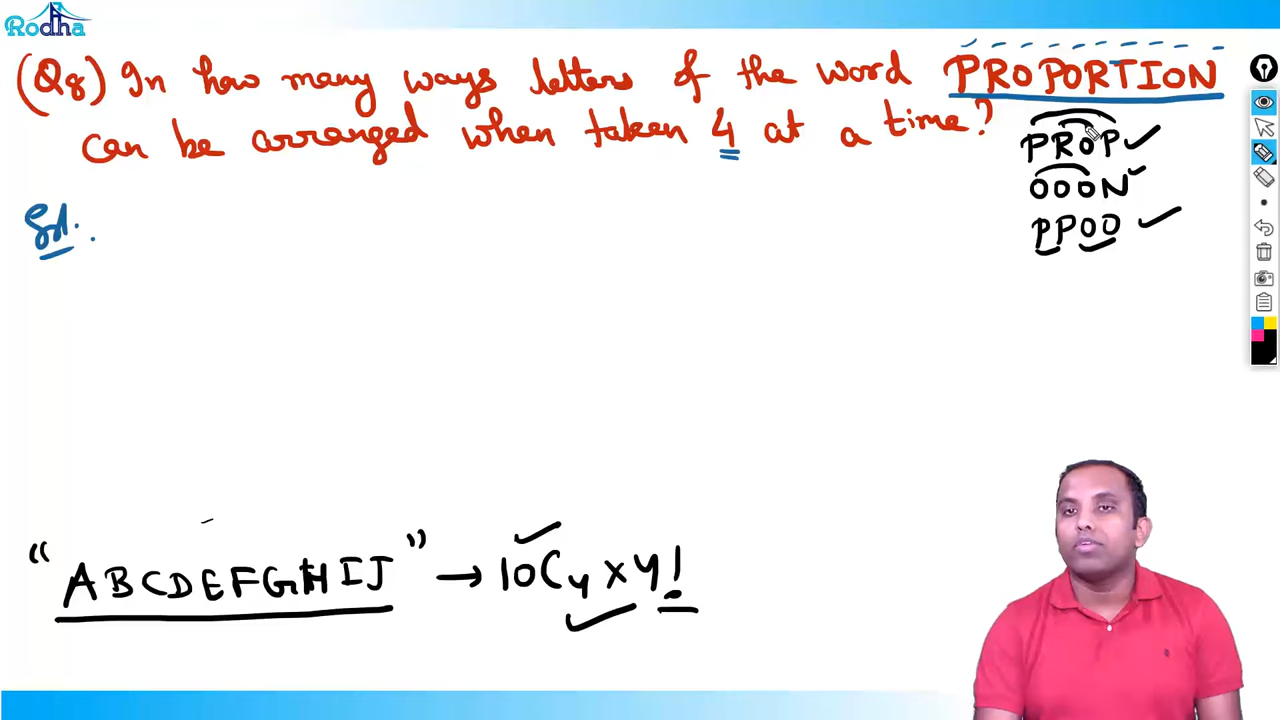 Rodha
(Q8) In how many ways letters of the word PROPORTION
can be arranged when taken 4 at a time?
PROP
OOON
PPOO
Sol.
"ABCDEFGHIJ" → 10C4 x 4!